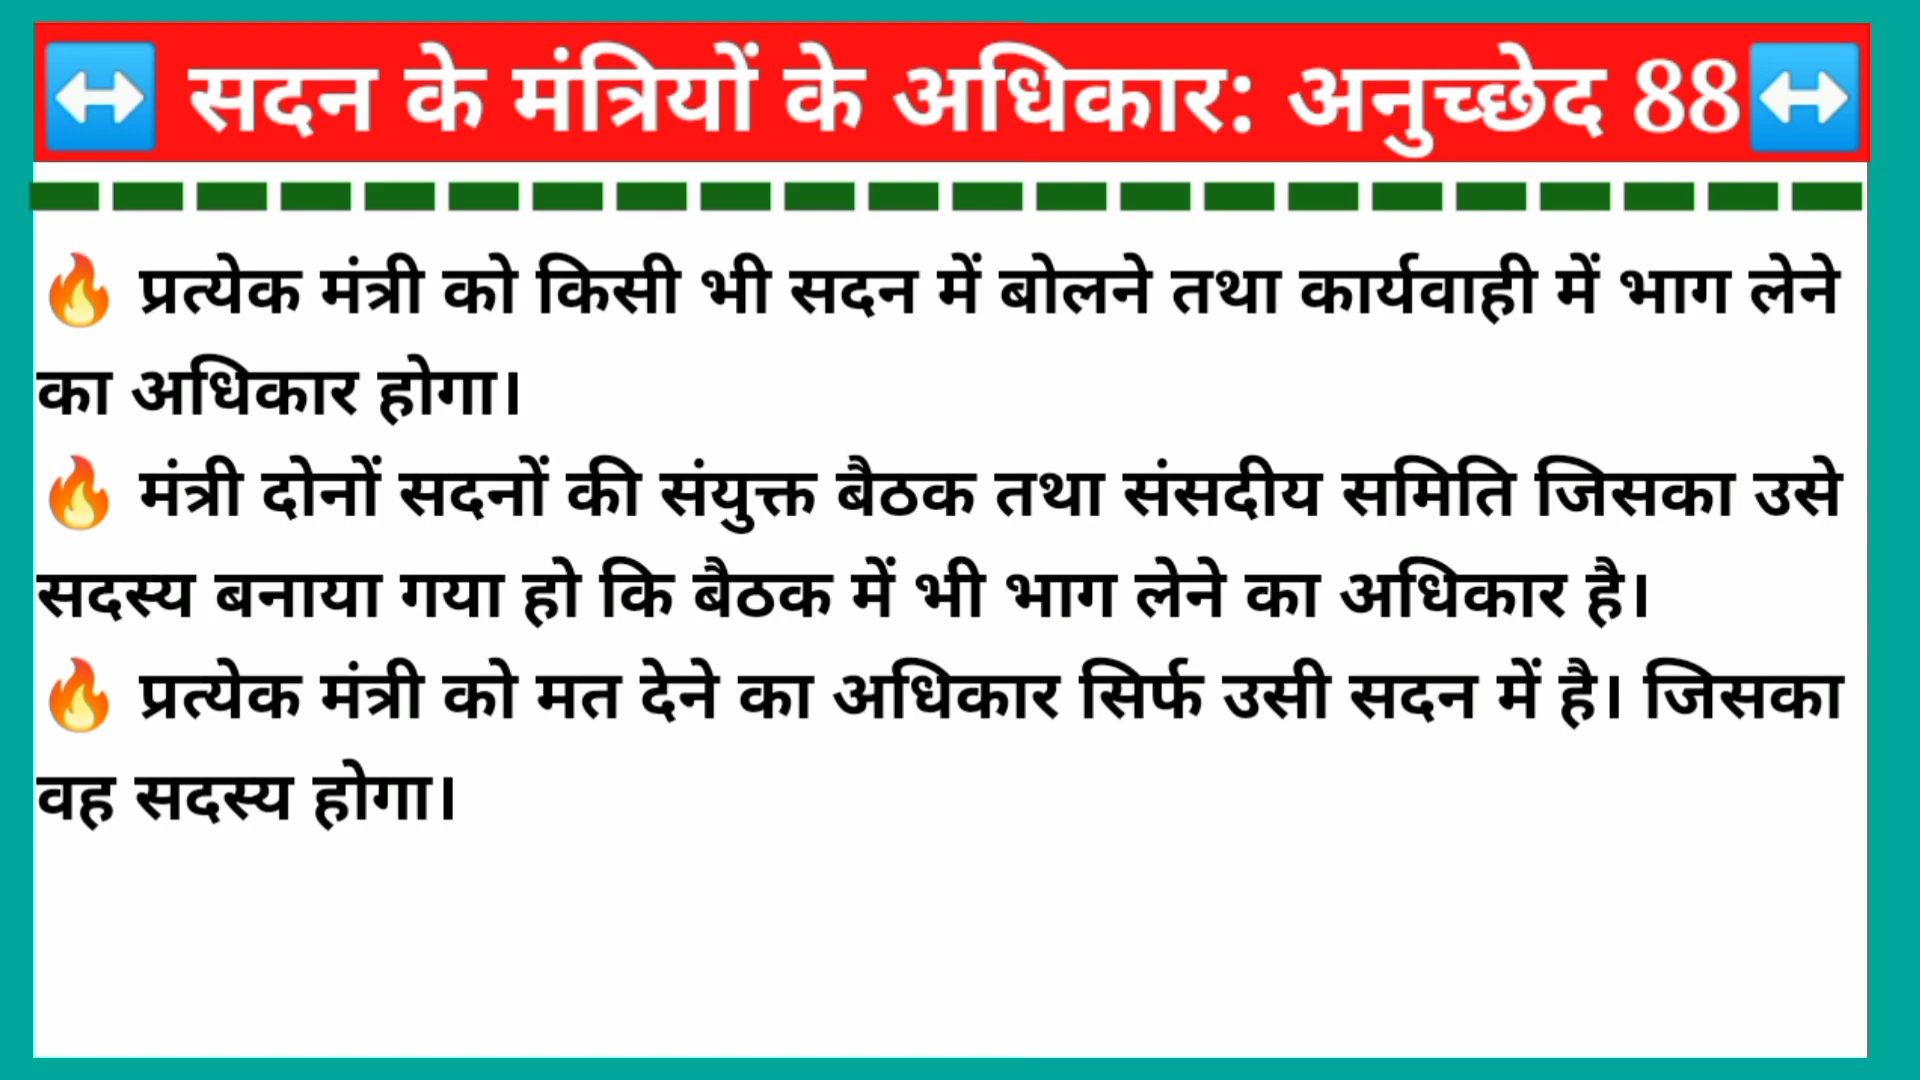 ↔️ सदन के मंत्रियों के अधिकार: अनुच्छेद 88↔️
🔥 प्रत्येक मंत्री को किसी भी सदन में बोलने तथा कार्यवाही में भाग लेने
का अधिकार होगा।
🔥 मंत्री दोनों सदनों की संयुक्त बैठक तथा संसदीय समिति जिसका उसे
सदस्य बनाया गया हो कि बैठक में भी भाग लेने का अधिकार है।
🔥 प्रत्येक मंत्री को मत देने का अधिकार सिर्फ उसी सदन में है। जिसका
वह सदस्य होगा।